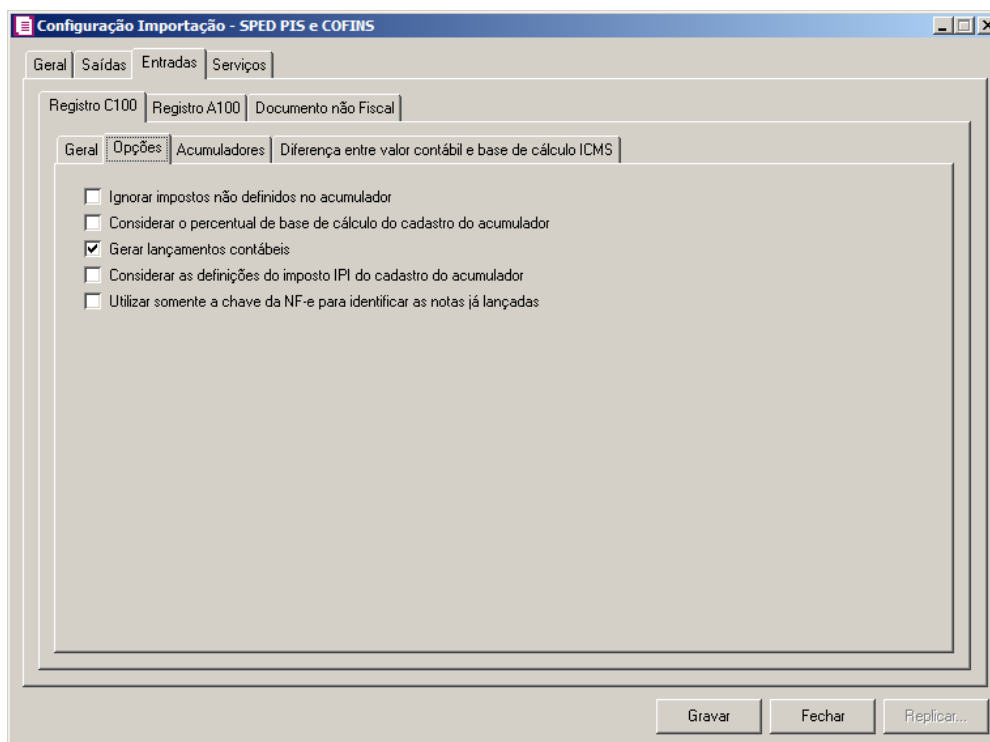 Configuração Importação - SPED PIS e COFINS
Geral Saídas Entradas Serviços
Registro C100 Registro A100 Documento não Fiscal
Geral Opções Acumuladores Diferença entre valor contábil e base de cálculo ICMS
Ignorar impostos não definidos no acumulador
Considerar o percentual de base de cálculo do cadastro do acumulador
Gerar lançamentos contábeis
Considerar as definições do imposto IPI do cadastro do acumulador
Utilizar somente a chave da NF-e para identificar as notas já lançadas
Gravar Fechar Replicar...